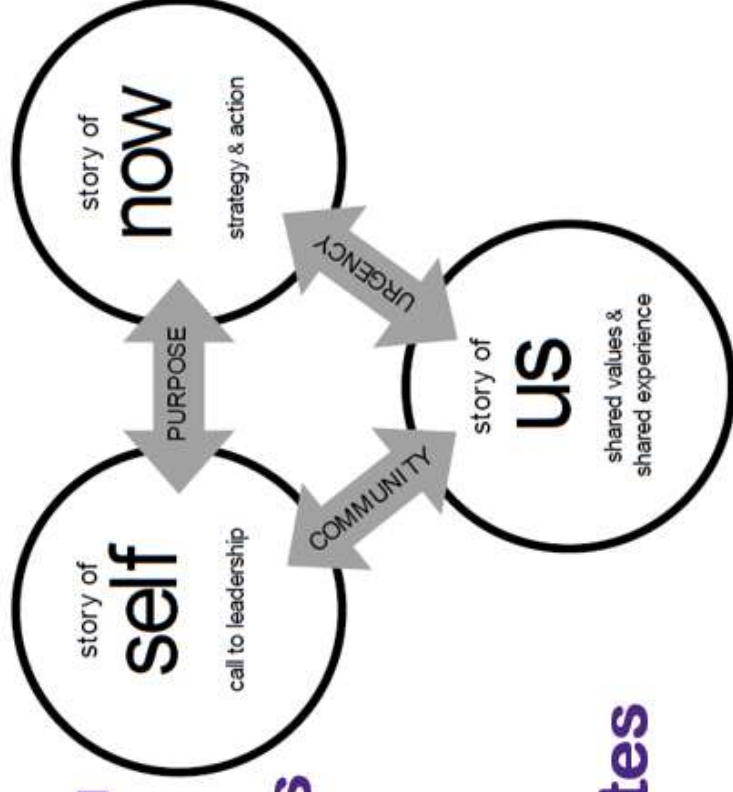 story of
self
call to leadership
PURPOSE
story of
now
strategy & action
s
COMMUNITY
URGENCY
story of
us
shared values &
shared experience
tes